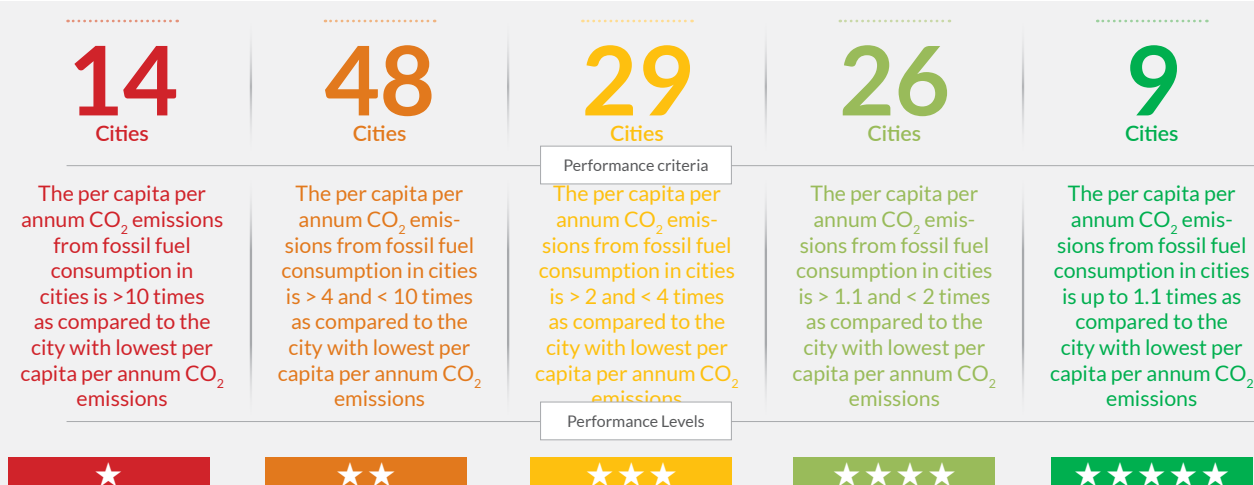 14
Cities
48
Cities
29
Cities
26
Cities
9
Cities
Performance criteria
The per capita per
annum CO2 emissions
from fossil fuel
consumption in
cities is >10 times
as compared to the
city with lowest per
capita per annum CO2
emissions
The per capita per
annum CO2 emis-
sions from fossil fuel
consumption in cities
is > 4 and < 10 times
as compared to the
city with lowest per
capita per annum CO2
emissions
The per capita per
annum CO2 emis-
sions from fossil fuel
consumption in cities
is > 2 and < 4 times
as compared to the
city with lowest per
capita per annum CO2
emissions
The per capita per
annum CO2 emis-
sions from fossil fuel
consumption in cities
is > 1.1 and < 2 times
as compared to the
city with lowest per
capita per annum CO2
emissions
The per capita per
annum CO2 emis-
sions from fossil fuel
consumption in cities
is up to 1.1 times as
compared to the
city with lowest per
capita per annum CO2
emissions
Performance Levels